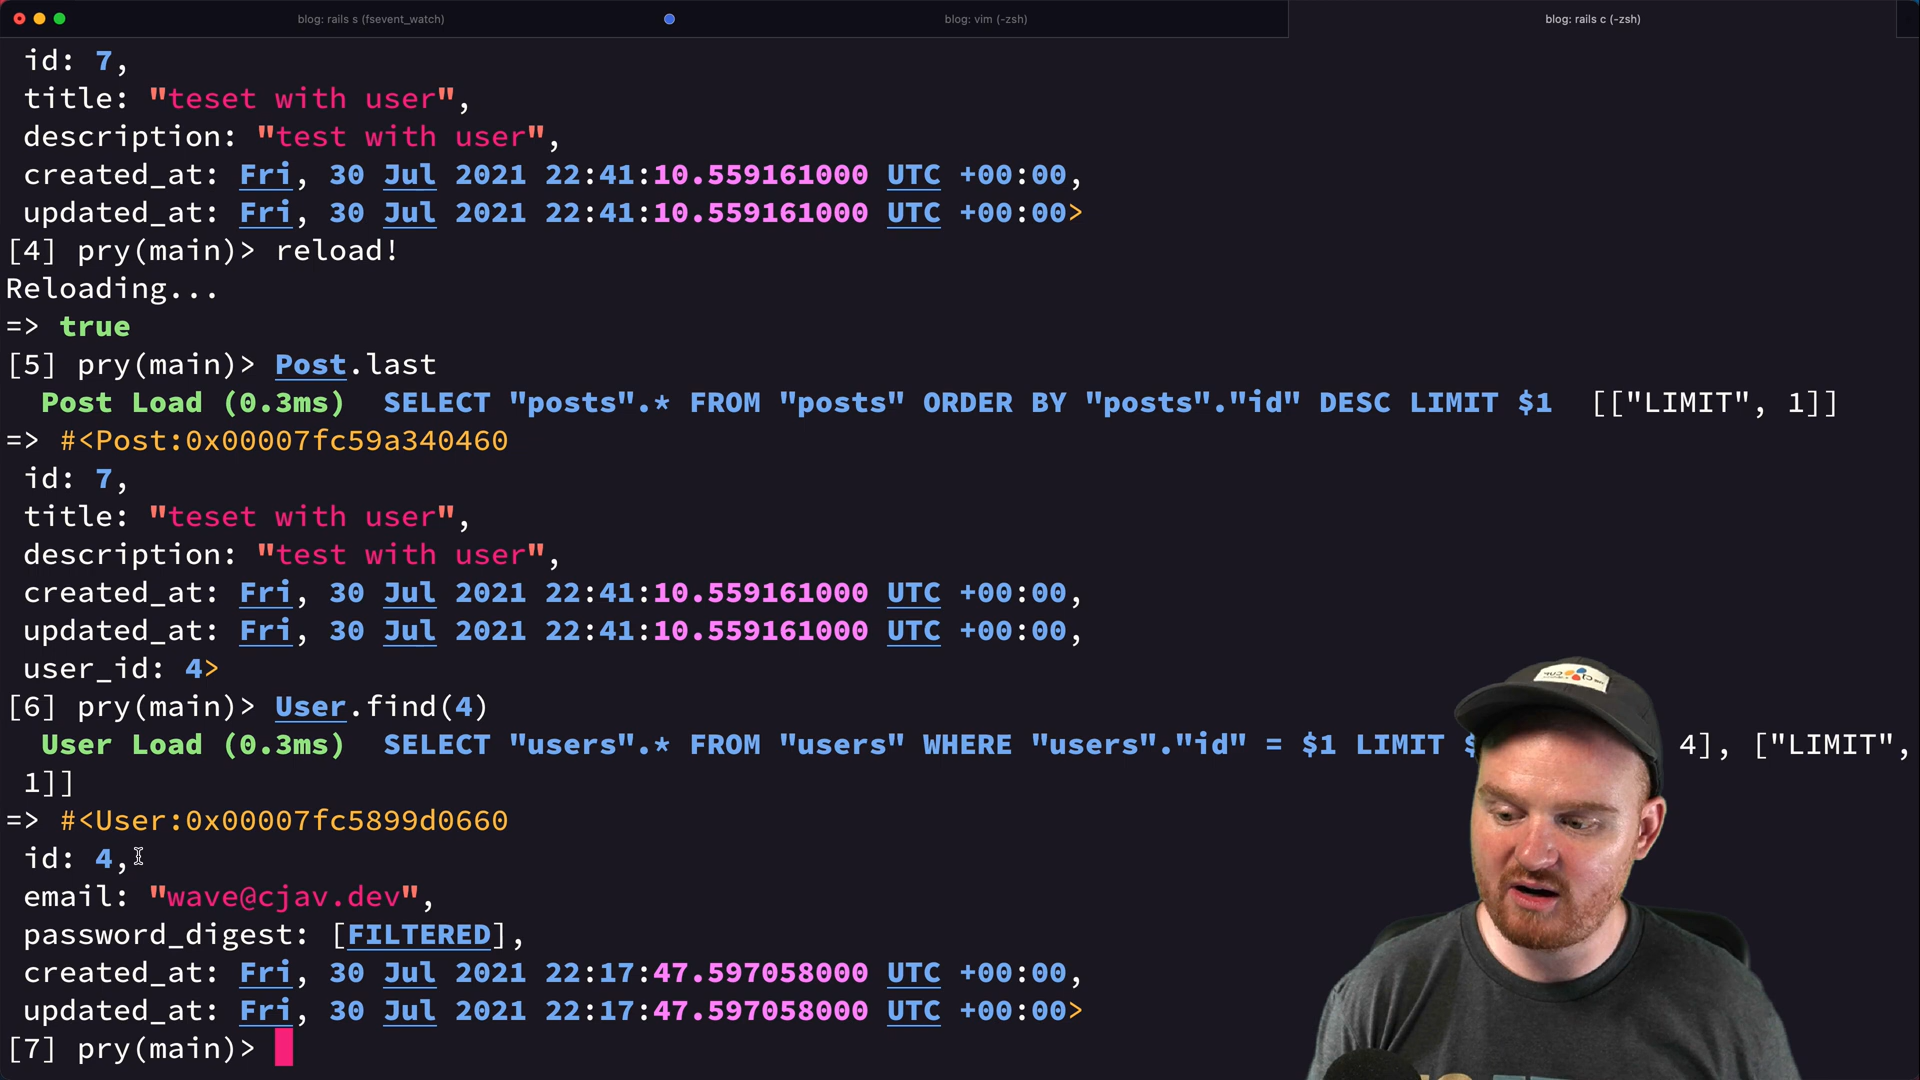 blog: rails s (fsevent_watch)
blog: vim (-zsh)
blog: rails c (-zsh)
id: 7,
title: "teset with user",
description: "test with user",
created_at: Fri, 30 Jul 2021 22:41:10.559161000 UTC +00:00,
updated_at: Fri, 30 Jul 2021 22:41:10.559161000 UTC +00:00>
[4] pry(main)> reload!
Reloading...
=> true
[5] pry(main)> Post.last
Post Load (0.3ms)  SELECT "posts".* FROM "posts" ORDER BY "posts"."id" DESC LIMIT $1  [["LIMIT", 1]]
=> #<Post:0x00007fc59a340460
id: 7,
title: "teset with user",
description: "test with user",
created_at: Fri, 30 Jul 2021 22:41:10.559161000 UTC +00:00,
updated_at: Fri, 30 Jul 2021 22:41:10.559161000 UTC +00:00,
user_id: 4>
[6] pry(main)> User.find(4)
User Load (0.3ms)  SELECT "users".* FROM "users" WHERE "users"."id" = $1 LIMIT 4], ["LIMIT",
1]]
=> #<User:0x00007fc5899d0660
id: 4,
email: "wave@cjav.dev",
password_digest: [FILTERED],
created_at: Fri, 30 Jul 2021 22:17:47.597058000 UTC +00:00,
updated_at: Fri, 30 Jul 2021 22:17:47.597058000 UTC +00:00>
[7] pry(main)>